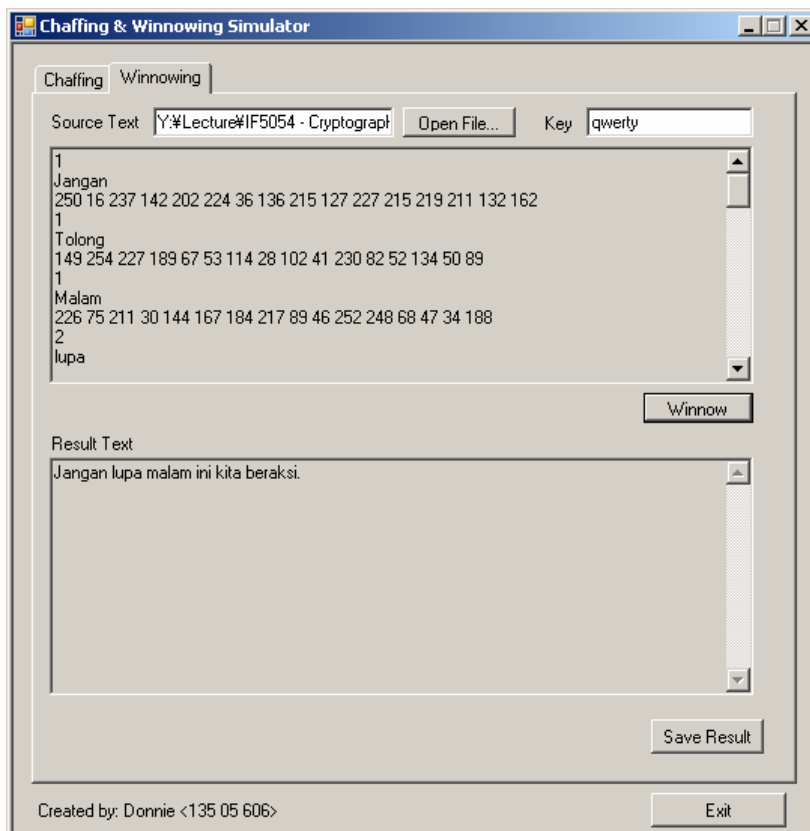 Chaffing & Winnowing Simulator
Chaffing Winnowing
Source Text Y:¥Lecture¥IF5054 - Cryptograph Open File... Key qwerty
1
Jangan
250 16 237 142 202 224 36 136 215 127 227 215 219 211 132 162
1
Tolong
149 254 227 189 67 53 114 28 102 41 230 82 52 134 50 89
1
Malam
226 75 211 30 144 167 184 217 89 46 252 248 68 47 34 188
2
lupa
Winnow
Result Text
Jangan lupa malam ini kita beraksi.
Save Result
Created by: Donnie <135 05 606>
Exit